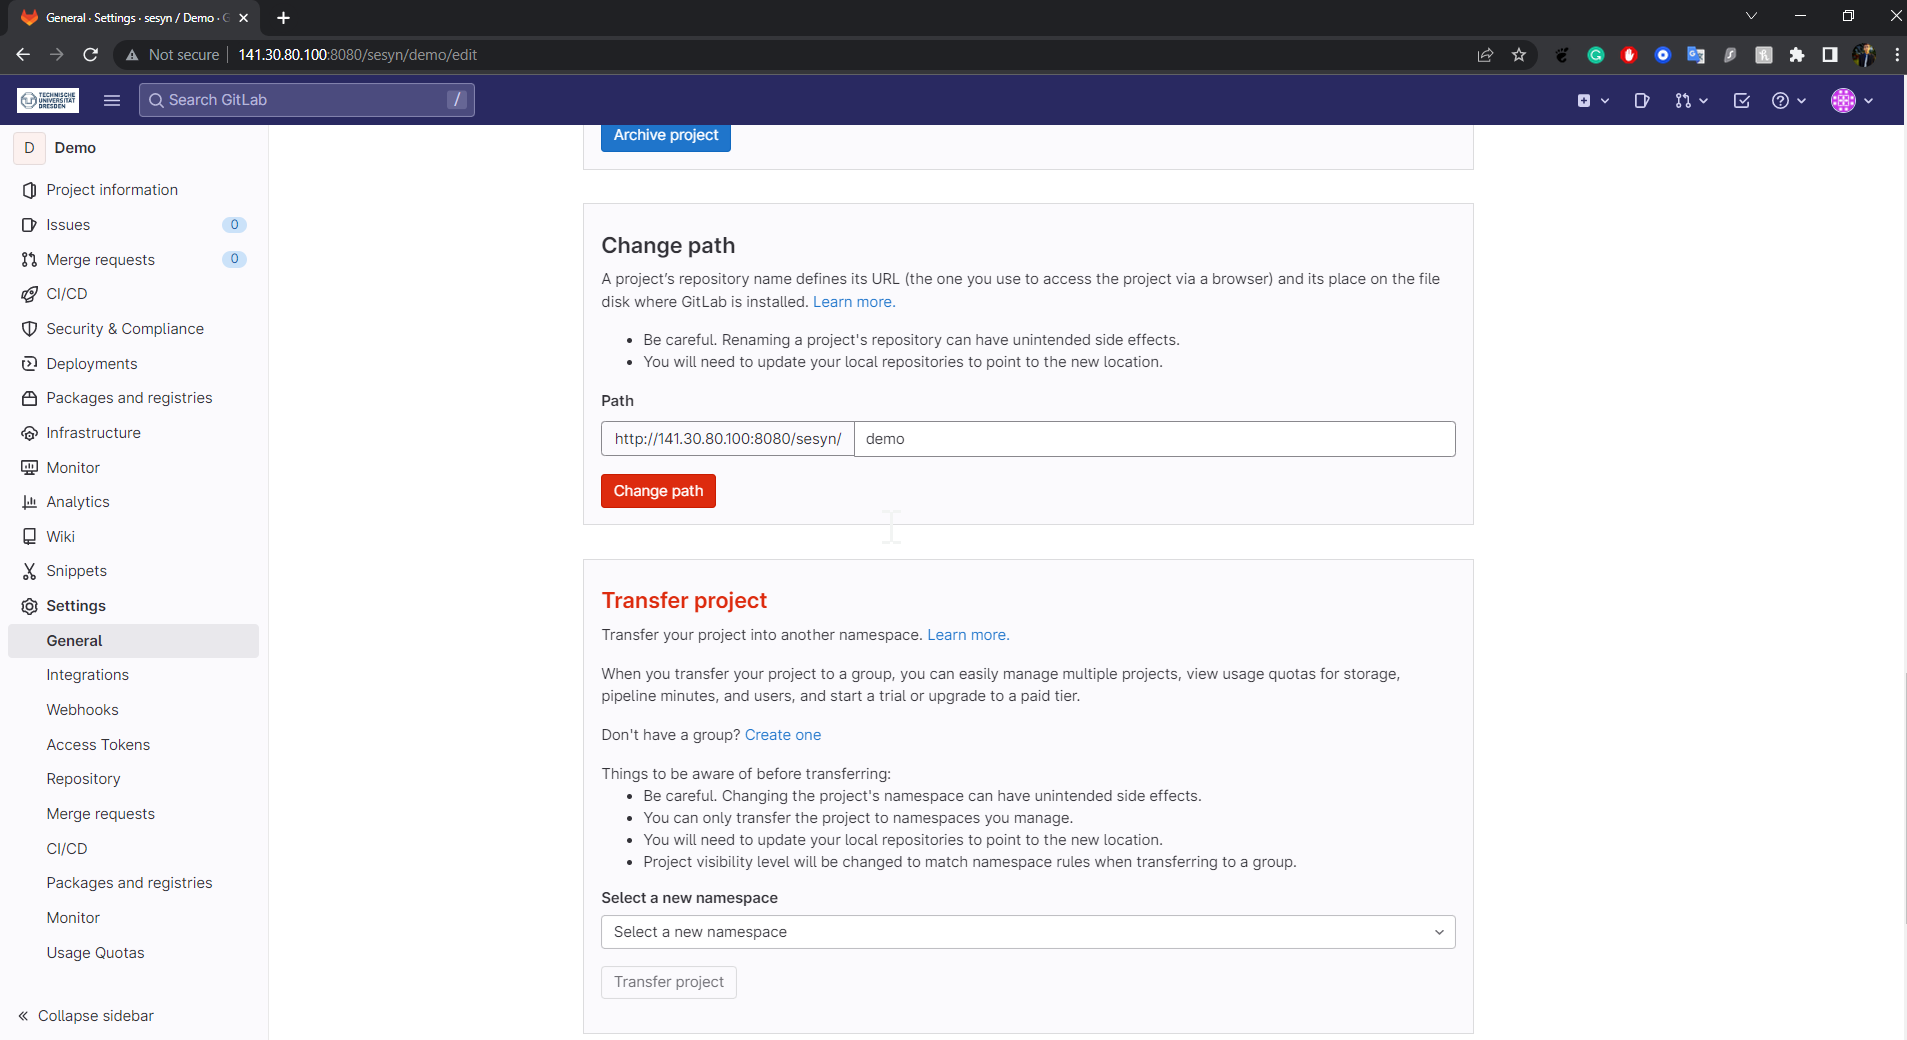 General · Settings · sesyn / Demo · G
Not secure
141.30.80.100:8080/sesyn/demo/edit
TECHNISCHE
UNIVERSITÄT
DRESDEN
Search GitLab
/
D
Demo
Project information
Issues
0
Merge requests
0
CI/CD
Security & Compliance
Deployments
Packages and registries
Infrastructure
Monitor
Analytics
Wiki
Snippets
Settings
General
Integrations
Webhooks
Access Tokens
Repository
Merge requests
CI/CD
Packages and registries
Monitor
Usage Quotas
Collapse sidebar
Archive project
Change path
A project’s repository name defines its URL (the one you use to access the project via a browser) and its place on the file
disk where GitLab is installed. Learn more.
• Be careful. Renaming a project's repository can have unintended side effects.
• You will need to update your local repositories to point to the new location.
Path
http://141.30.80.100:8080/sesyn/
demo
Change path
Transfer project
Transfer your project into another namespace. Learn more.
When you transfer your project to a group, you can easily manage multiple projects, view usage quotas for storage,
pipeline minutes, and users, and start a trial or upgrade to a paid tier.
Don't have a group? Create one
Things to be aware of before transferring:
• Be careful. Changing the project's namespace can have unintended side effects.
• You can only transfer the project to namespaces you manage.
• You will need to update your local repositories to point to the new location.
• Project visibility level will be changed to match namespace rules when transferring to a group.
Select a new namespace
Select a new namespace
Transfer project